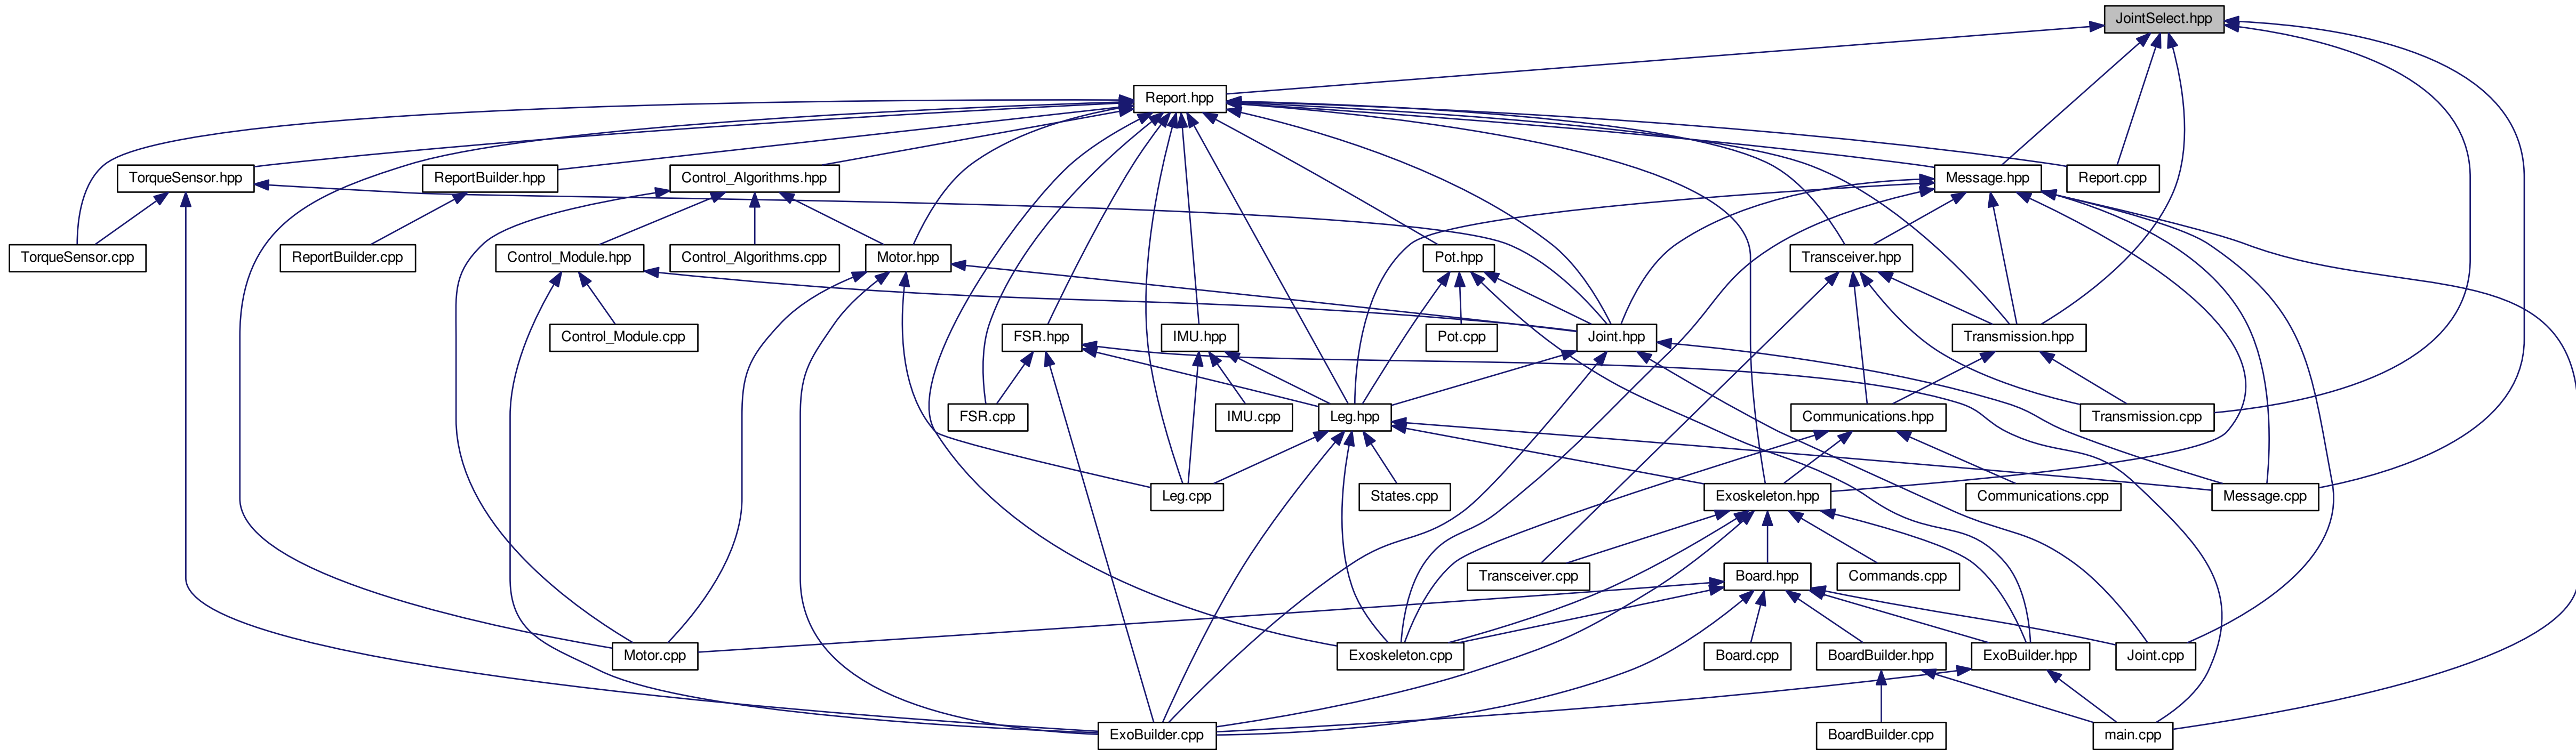 JointSelect.hpp
Report.hpp
TorqueSensor.hpp
ReportBuilder.hpp
Control_Algorithms.hpp
Message.hpp
Report.cpp
TorqueSensor.cpp
ReportBuilder.cpp
Control_Module.hpp
Control_Algorithms.cpp
Motor.hpp
Pot.hpp
Transceiver.hpp
Control_Module.cpp
FSR.hpp
IMU.hpp
Pot.cpp
Joint.hpp
Transmission.hpp
FSR.cpp
IMU.cpp
Leg.hpp
Communications.hpp
Transmission.cpp
Leg.cpp
States.cpp
Exoskeleton.hpp
Communications.cpp
Message.cpp
Transceiver.cpp
Board.hpp
Commands.cpp
Motor.cpp
Exoskeleton.cpp
Board.cpp
BoardBuilder.hpp
ExoBuilder.hpp
Joint.cpp
ExoBuilder.cpp
BoardBuilder.cpp
main.cpp